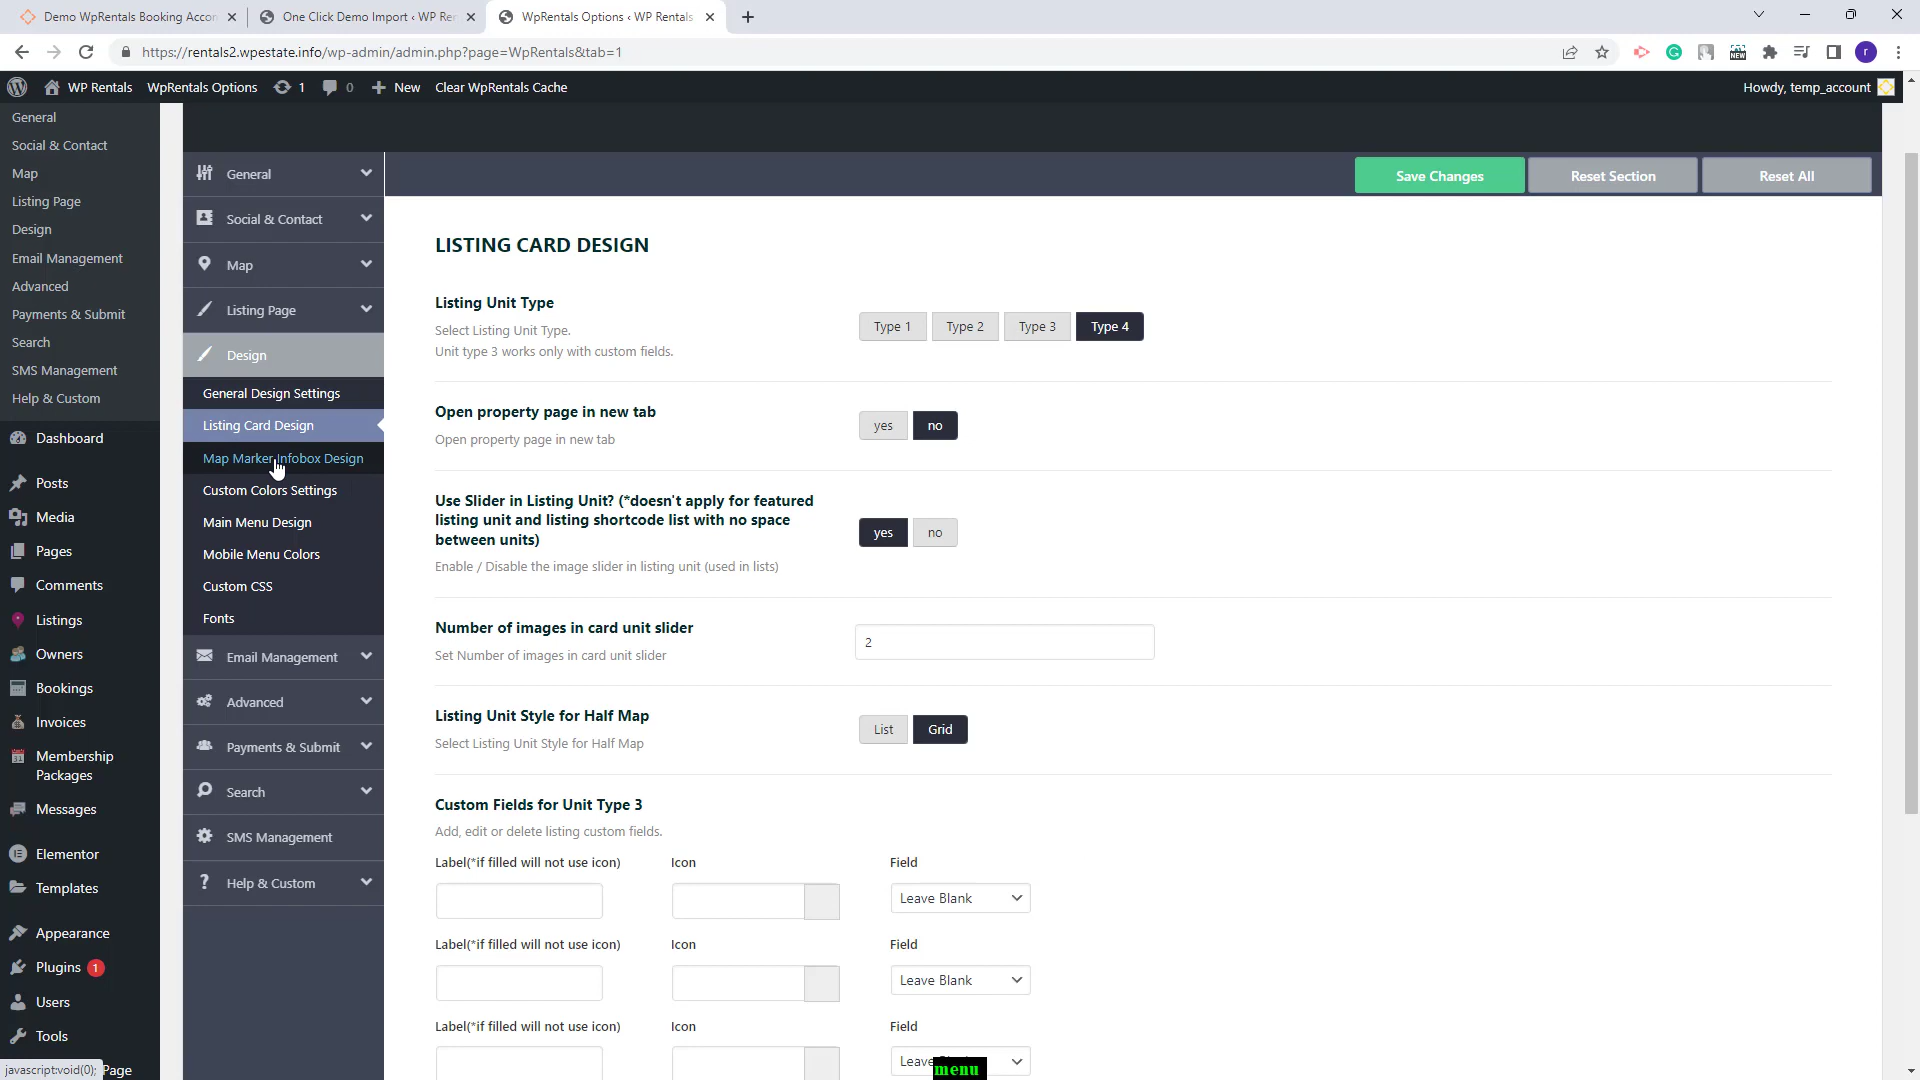 Demo WpRentals Booking Accon
One Click Demo Import ‹ WP Ren
WpRentals Options ‹ WP Rentals
https://rentals2.wpestate.info/wp-admin/admin.php?page=WpRentals&tab=1
r
WP Rentals
WpRentals Options
1
0
New
Clear WpRentals Cache
Howdy, temp_account
General
Social & Contact
Map
Listing Page
Design
Email Management
Advanced
Payments & Submit
Search
SMS Management
Help & Custom
Dashboard
Posts
Media
Pages
Comments
Listings
Owners
Bookings
Invoices
Membership
Packages
Messages
Elementor
Templates
Appearance
Plugins 1
Users
Tools
javascript:void(0); Page
General
Social & Contact
Map
Listing Page
Design
General Design Settings
Listing Card Design
Map Marker Infobox Design
Custom Colors Settings
Main Menu Design
Mobile Menu Colors
Custom CSS
Fonts
Email Management
Advanced
Payments & Submit
Search
SMS Management
Help & Custom
Save Changes
Reset Section
Reset All
LISTING CARD DESIGN
Listing Unit Type
Select Listing Unit Type.
Unit type 3 works only with custom fields.
Type 1
Type 2
Type 3
Type 4
Open property page in new tab
Open property page in new tab
yes
no
Use Slider in Listing Unit? (*doesn't apply for featured
listing unit and listing shortcode list with no space
between units)
Enable / Disable the image slider in listing unit (used in lists)
yes
no
Number of images in card unit slider
Set Number of images in card unit slider
2
Listing Unit Style for Half Map
Select Listing Unit Style for Half Map
List
Grid
Custom Fields for Unit Type 3
Add, edit or delete listing custom fields.
Label(*if filled will not use icon)
Icon
Field
Leave Blank
Label(*if filled will not use icon)
Icon
Field
Leave Blank
Label(*if filled will not use icon)
Icon
Field
Leave
menu